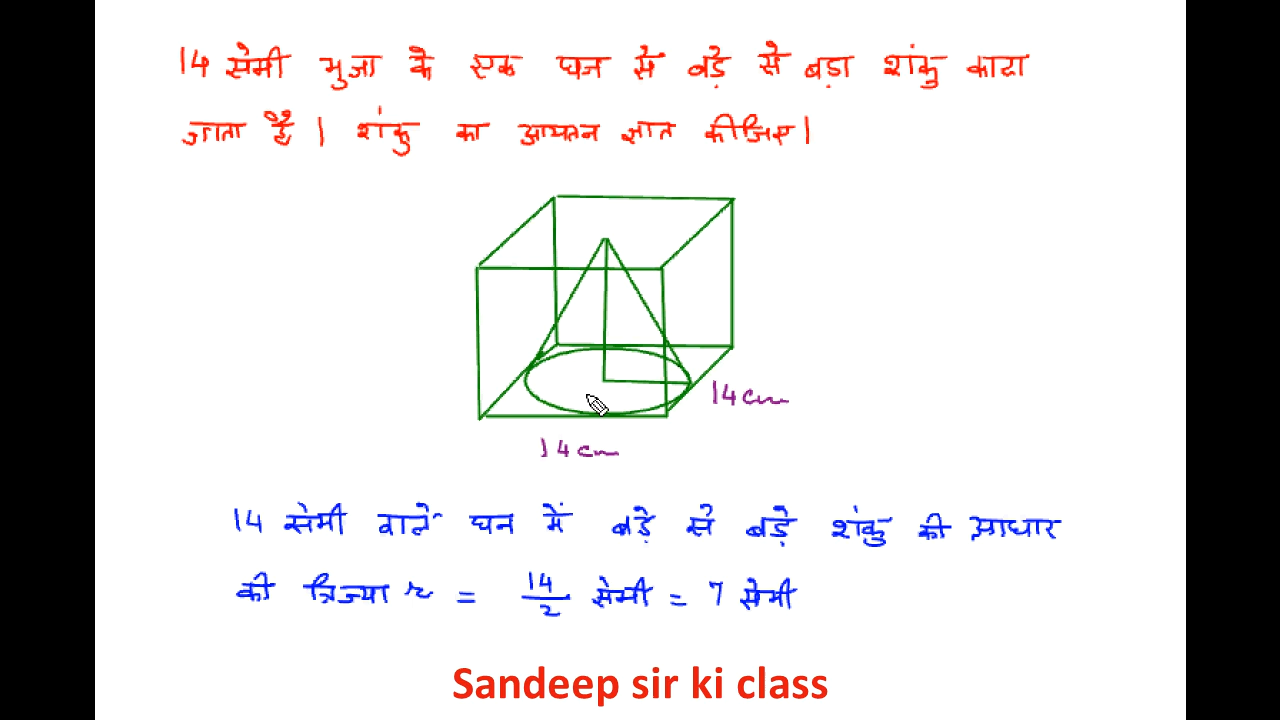 14 सेमी भुजा के एक घन से बड़े से बड़ा शंकु काटा
जाता है। शंकु का आयतन ज्ञात कीजिए।
14cm
14cm
14 सेमी वाले घन में बड़े से बड़े शंकु की आधार
की त्रिज्या r = 14/2 सेमी = 7 सेमी
Sandeep sir ki class